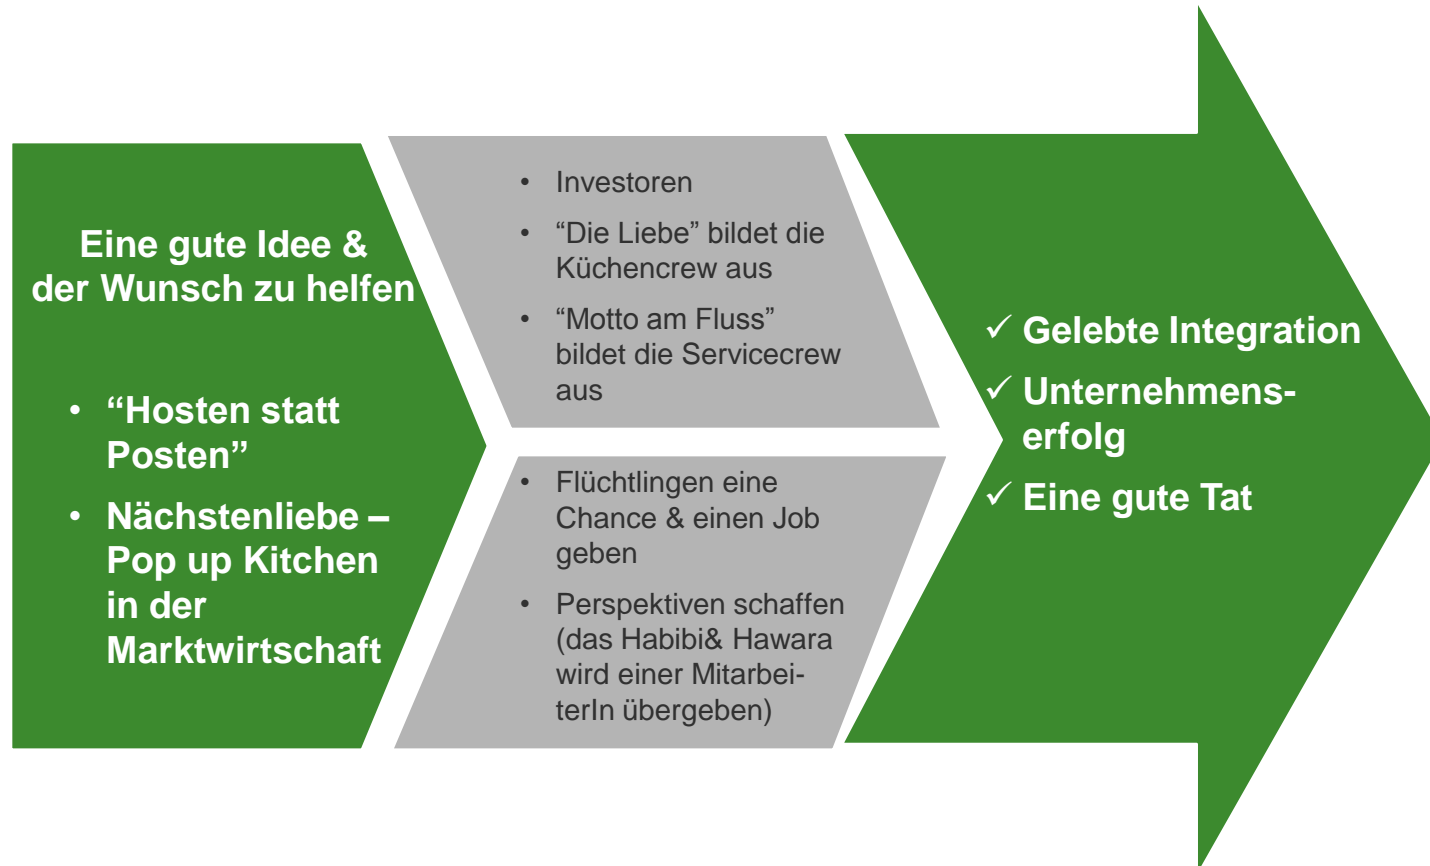 Eine gute Idee &
der Wunsch zu helfen
• “Hosten statt
Posten”
• Nächstenliebe –
Pop up Kitchen
in der
Marktwirtschaft
• Investoren
• “Die Liebe” bildet die
Küchencrew aus
• “Motto am Fluss”
bildet die Servicecrew
aus
• Flüchtlingen eine
Chance & einen Job
geben
• Perspektiven schaffen
(das Habibi& Hawara
wird einer Mitarbei-
terIn übergeben)
✓ Gelebte Integration
✓ Unternehmens-
erfolg
✓ Eine gute Tat